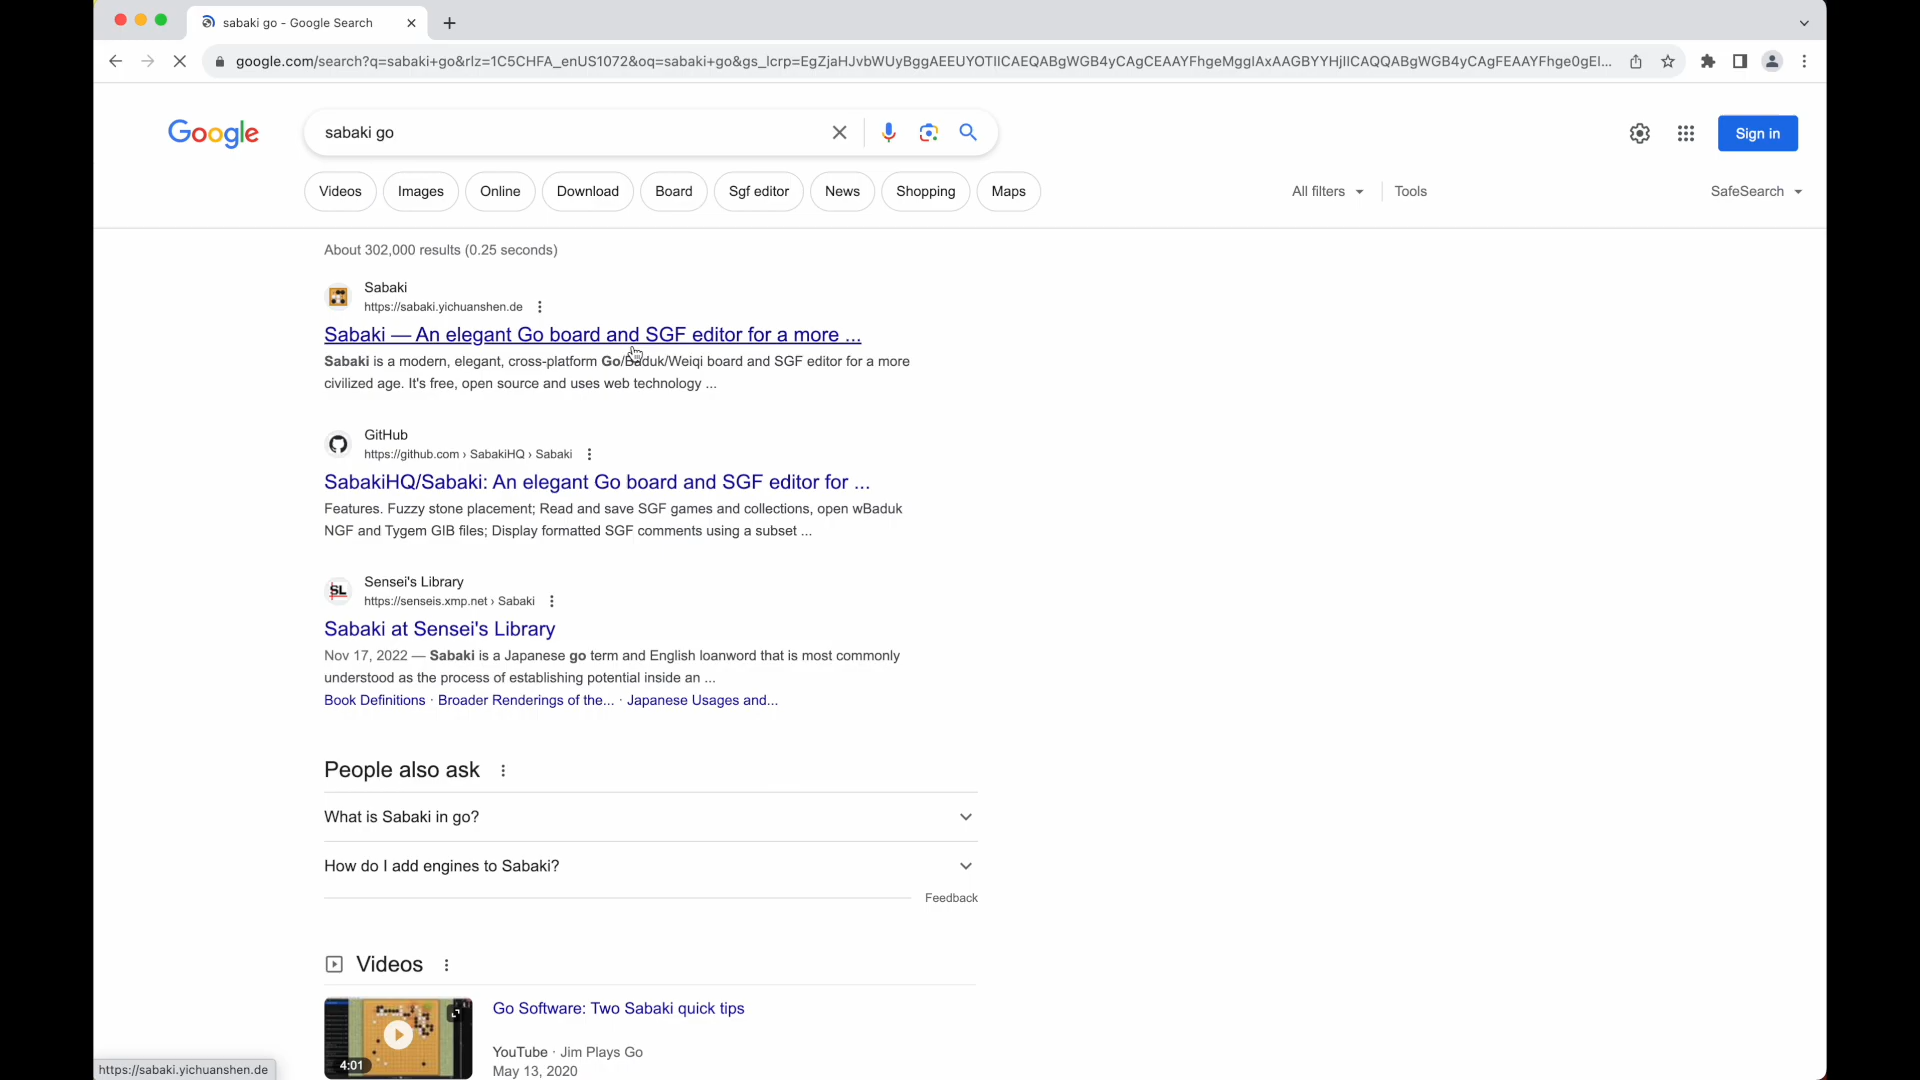 sabaki go - Google Search
google.com/search?q=sabaki+go&rlz=1C5CHFA_enUS1072&oq=sabaki+go&gs_lcrp=EgZjaHJvbWUyBggAEEUYOTIICAEQABgWGB4yCAgCEAAYFhgeMggIAxAAGBYYHjIICAQQABgWGB4yCAgFEAAYFhge0gEI...
Google
sabaki go
Sign in
Videos
Images
Online
Download
Board
Sgf editor
News
Shopping
Maps
All filters
Tools
SafeSearch
About 302,000 results (0.25 seconds)
Sabaki
https://sabaki.yichuanshen.de
Sabaki — An elegant Go board and SGF editor for a more ...
Sabaki is a modern, elegant, cross-platform Go/Baduk/Weiqi board and SGF editor for a more
civilized age. It's free, open source and uses web technology ...
GitHub
https://github.com › SabakiHQ › Sabaki
SabakiHQ/Sabaki: An elegant Go board and SGF editor for ...
Features. Fuzzy stone placement; Read and save SGF games and collections, open wBaduk
NGF and Tygem GIB files; Display formatted SGF comments using a subset ...
SL
Sensei's Library
https://senseis.xmp.net › Sabaki
Sabaki at Sensei's Library
Nov 17, 2022 — Sabaki is a Japanese go term and English loanword that is most commonly
understood as the process of establishing potential inside an ...
Book Definitions · Broader Renderings of the... · Japanese Usages and...
People also ask
What is Sabaki in go?
How do I add engines to Sabaki?
Feedback
Videos
4:01
Go Software: Two Sabaki quick tips
YouTube · Jim Plays Go
May 13, 2020
https://sabaki.yichuanshen.de